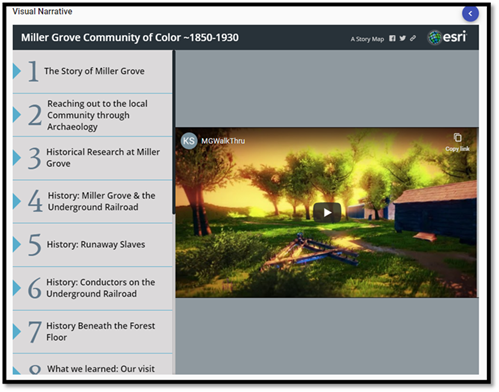 Visual Narrative
Miller Grove Community of Color ~1850-1930
A Story Map
esri
1 The Story of Miller Grove
2 Reaching out to the local
Community through
Archaeology
3 Historical Research at Miller
Grove
4 History: Miller Grove & the
Underground Railroad
5 History: Runaway Slaves
6 History: Conductors on the
Underground Railroad
7 History Beneath the Forest
Floor
8 What we learned: Our visit
KS MGWalkThru
Copy link